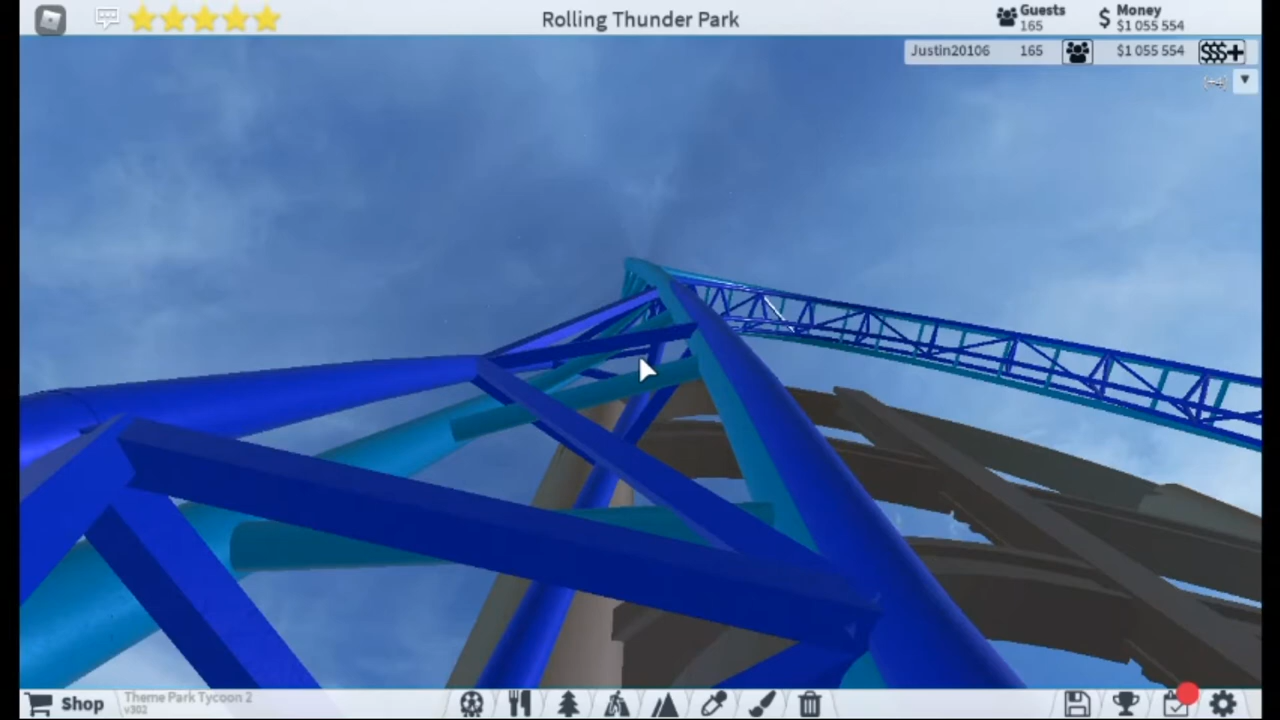 Rolling Thunder Park
Guests
165
$ Money
$1 055 554
Justin20106 165 $1 055 554 $$$+
Shop
Theme Park Tycoon 2
v302